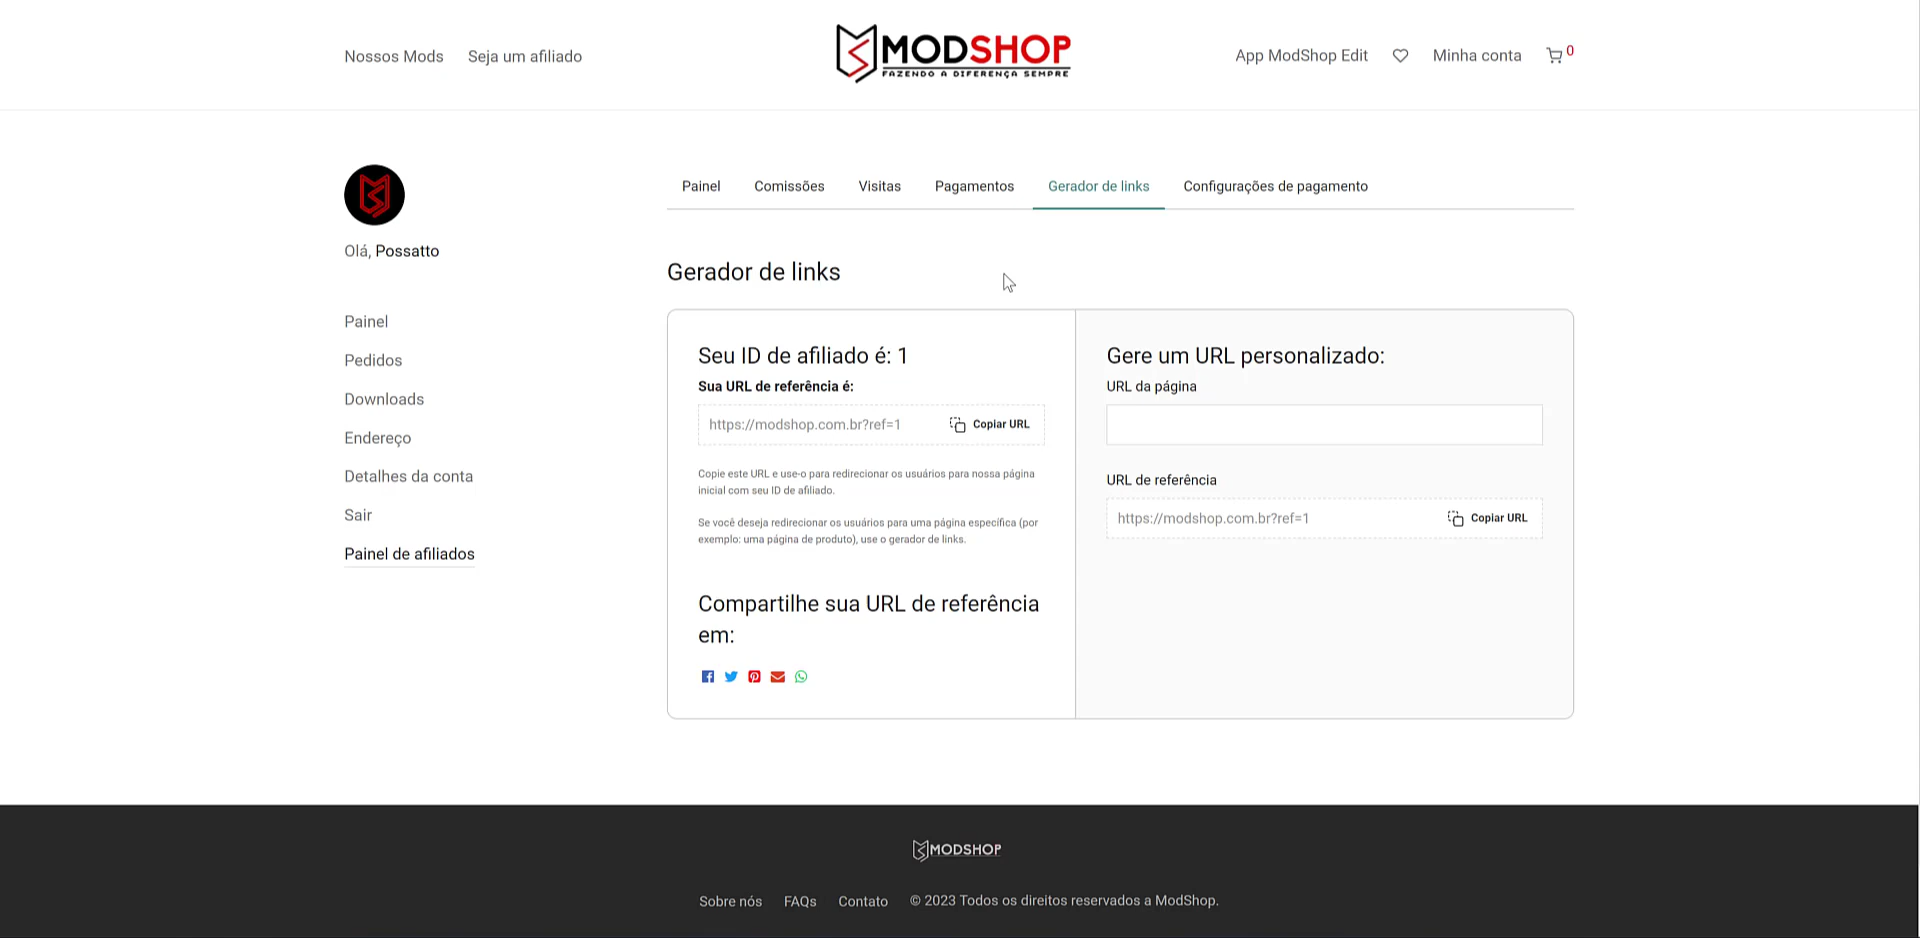 Nossos Mods Seja um afiliado
MODSHOP
FAZENDO A DIFERENÇA SEMPRE
App ModShop Edit Minha conta 0
Olá, Possatto
Painel
Pedidos
Downloads
Endereço
Detalhes da conta
Sair
Painel de afiliados
Painel Comissões Visitas Pagamentos Gerador de links Configurações de pagamento
Gerador de links
Seu ID de afiliado é: 1
Sua URL de referência é:
https://modshop.com.br?ref=1 Copiar URL
Copie este URL e use-o para redirecionar os usuários para nossa página
inicial com seu ID de afiliado.
Se você deseja redirecionar os usuários para uma página específica (por
exemplo: uma página de produto), use o gerador de links.
Compartilhe sua URL de referência
em:
Gere um URL personalizado:
URL da página
URL de referência
https://modshop.com.br?ref=1 Copiar URL
MODSHOP
Sobre nós FAQs Contato © 2023 Todos os direitos reservados a ModShop.